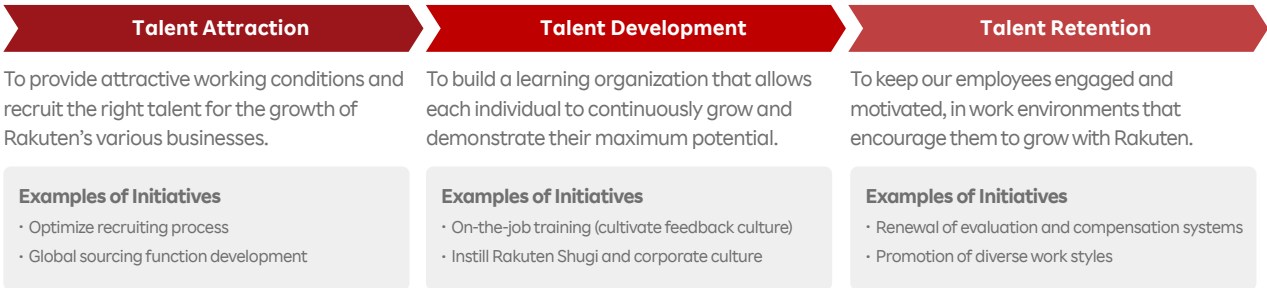 Talent Attraction
To provide attractive working conditions and
recruit the right talent for the growth of
Rakuten's various businesses.
Examples of Initiatives
・Optimize recruiting process
・Global sourcing function development
Talent Development
To build a learning organization that allows
each individual to continuously grow and
demonstrate their maximum potential.
Examples of Initiatives
・On-the-job training (cultivate feedback culture)
・Instill Rakuten Shugi and corporate culture
Talent Retention
To keep our employees engaged and
motivated, in work environments that
encourage them to grow with Rakuten.
Examples of Initiatives
・Renewal of evaluation and compensation systems
・Promotion of diverse work styles